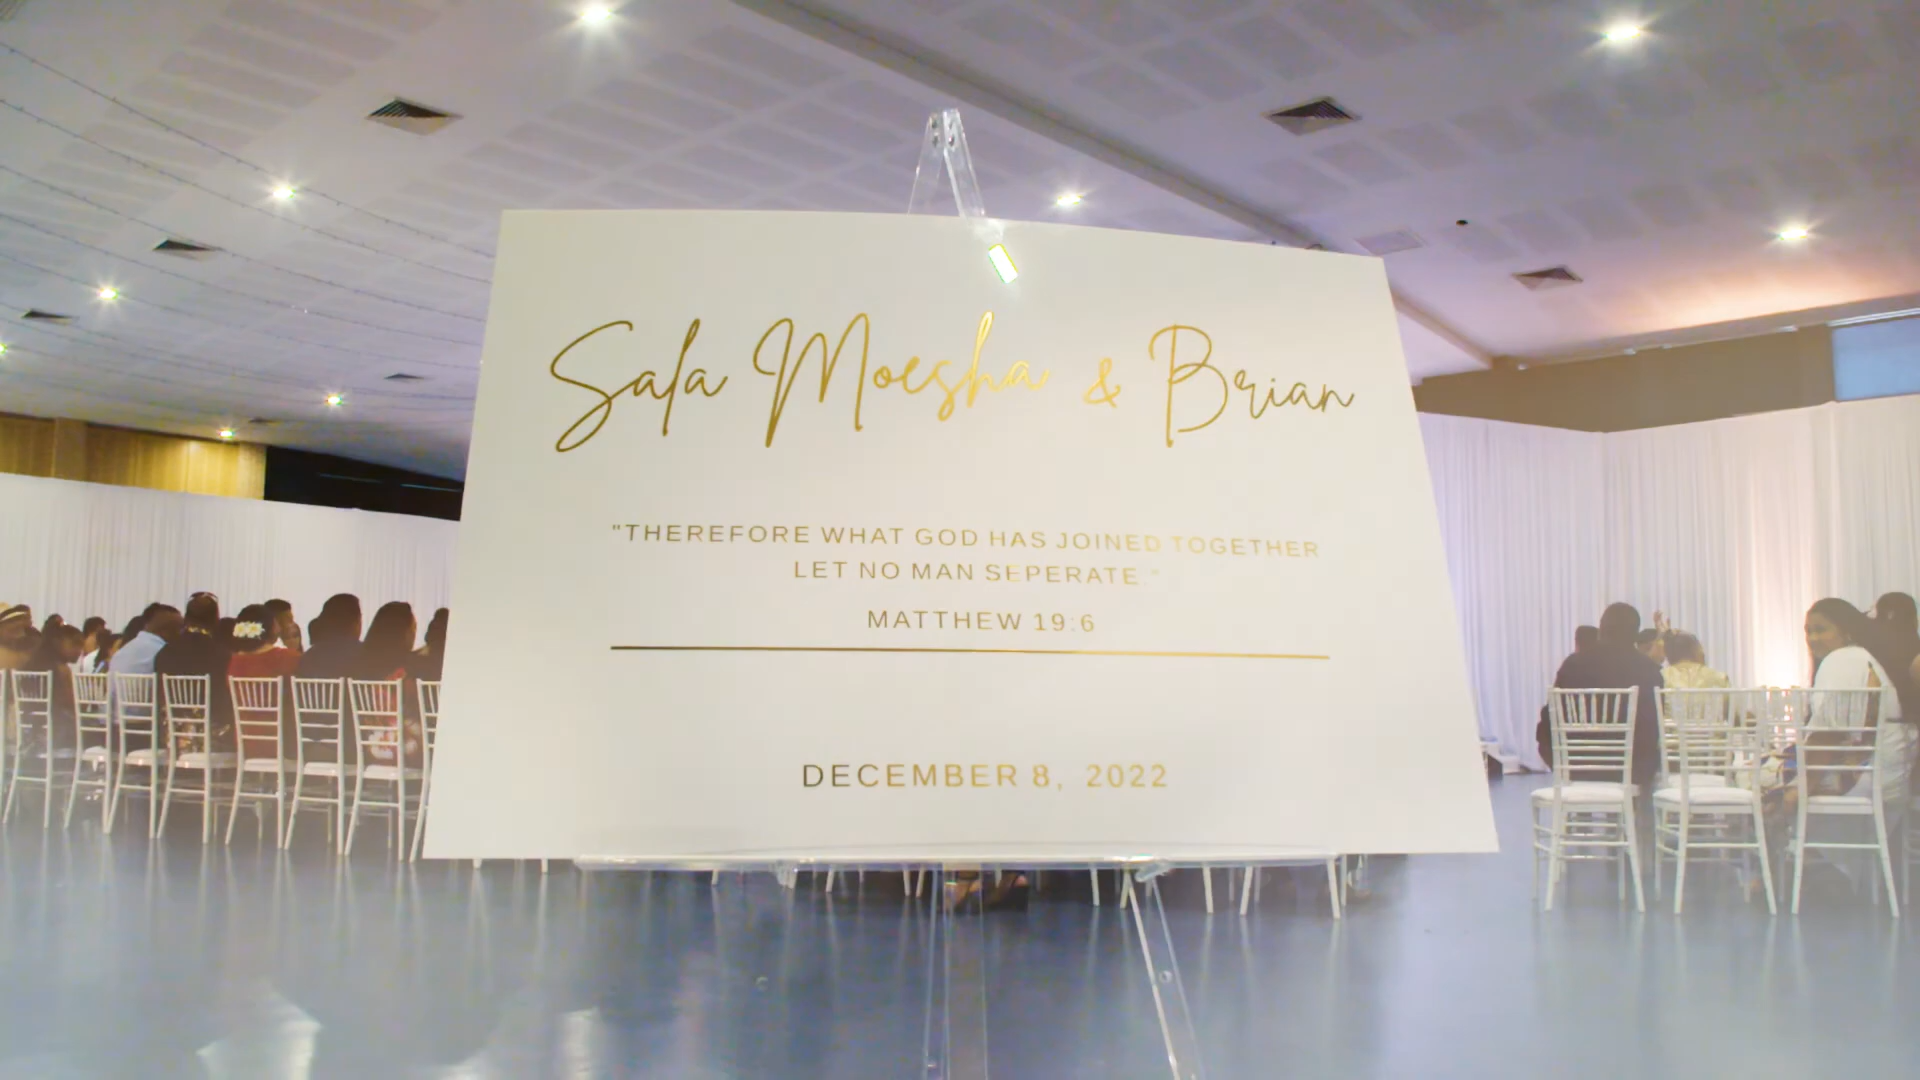 Sala Moesha & Brian
"THEREFORE WHAT GOD HAS JOINED TOGETHER
LET NO MAN SEPERATE."
MATTHEW 19:6
DECEMBER 8, 2022